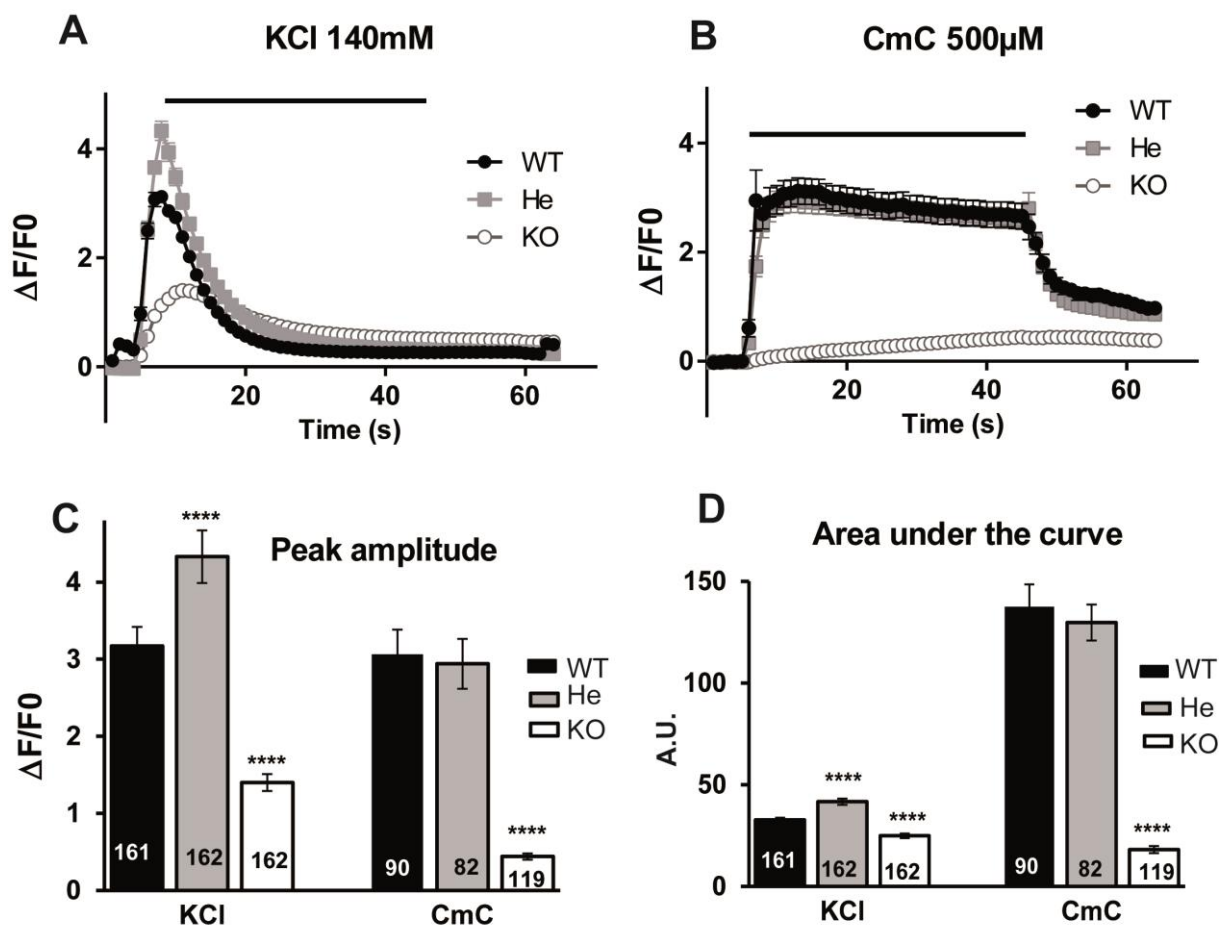 A
KCl 140mM
4
2
0
ΔF/F0
20
40
60
Time (s)
WT
He
KO
B
CmC 500µM
4
2
0
ΔF/F0
20
40
60
Time (s)
WT
He
KO
C
Peak amplitude
ΔF/F0
4
3
2
1
0
****
****
****
161
162
162
90
82
119
KCl
CmC
WT
He
KO
D
Area under the curve
A.U.
150
100
50
0
****
****
****
161
162
162
90
82
119
KCl
CmC
WT
He
KO